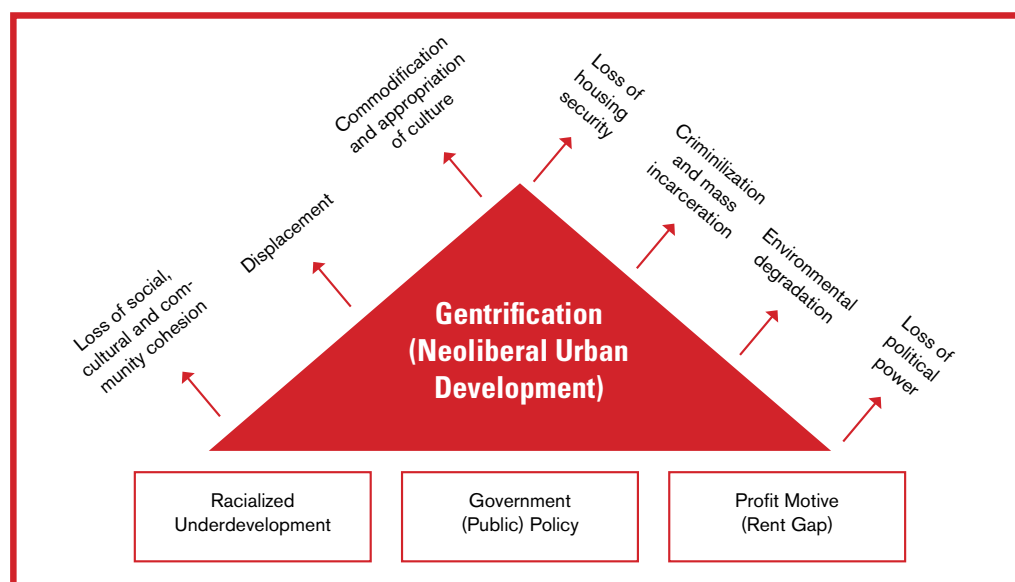 Loss of social,
cultural and com-
munity cohesion
Displacement
Commodification
and appropriation
of culture
Loss of
housing
security
Criminilization
and mass
incarceration
Environmental
degradation
Loss of
political
power
Gentrification
(Neoliberal Urban
Development)
Racialized
Underdevelopment
Government
(Public) Policy
Profit Motive
(Rent Gap)